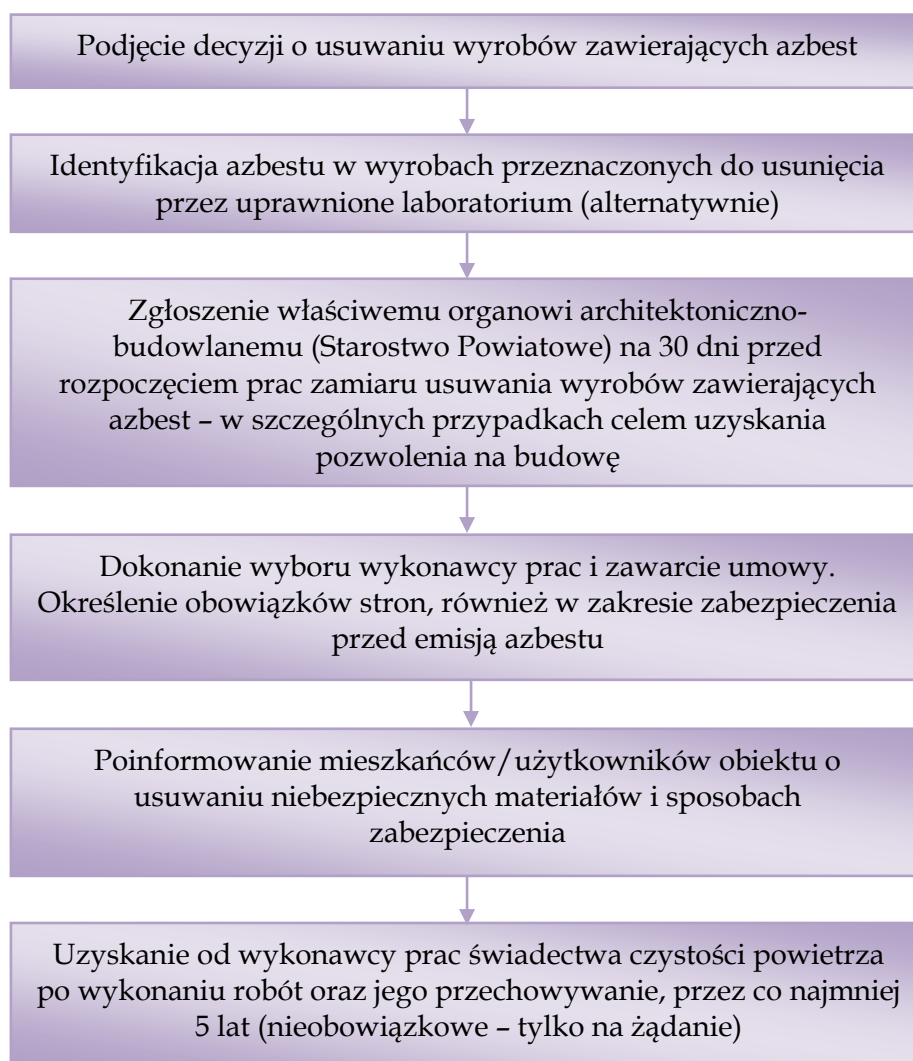 Podjęcie decyzji o usuwaniu wyrobów zawierających azbest
Identyfikacja azbestu w wyrobach przeznaczonych do usunięcia
przez uprawnione laboratorium (alternatywnie)
Zgłoszenie właściwemu organowi architektoniczno-
budowlanemu (Starostwo Powiatowe) na 30 dni przed
rozpoczęciem prac zamiaru usuwania wyrobów zawierających
azbest – w szczególnych przypadkach celem uzyskania
pozwolenia na budowę
Dokonanie wyboru wykonawcy prac i zawarcie umowy.
Określenie obowiązków stron, również w zakresie zabezpieczenia
przed emisją azbestu
Poinformowanie mieszkańców/użytkowników obiektu o
usuwaniu niebezpiecznych materiałów i sposobach
zabezpieczenia
Uzyskanie od wykonawcy prac świadectwa czystości powietrza
po wykonaniu robót oraz jego przechowywanie, przez co najmniej
5 lat (nieobowiązkowe – tylko na żądanie)